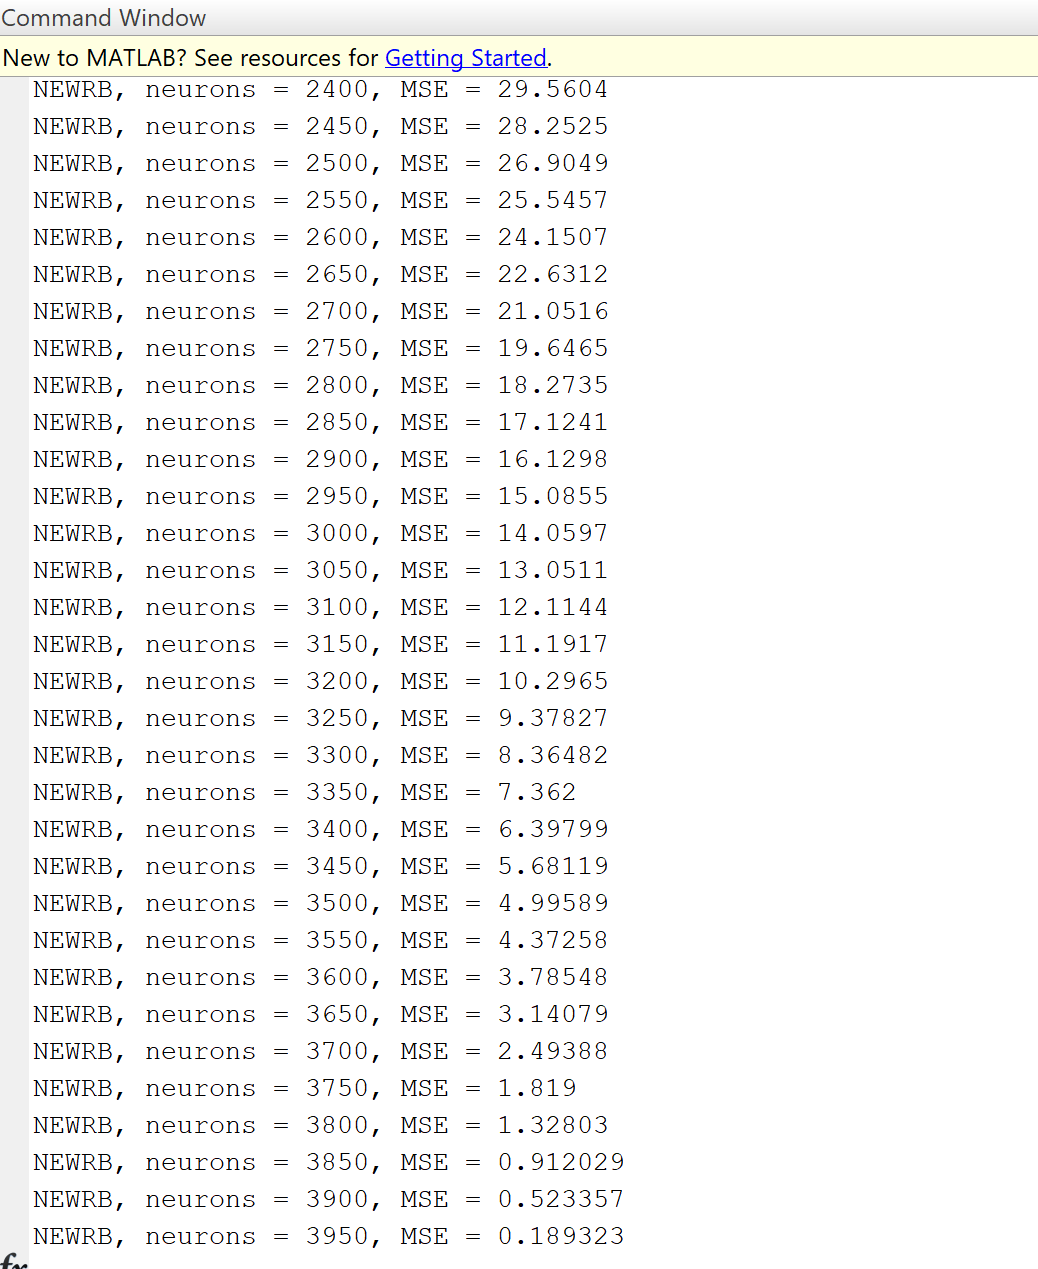 Command Window
New to MATLAB? See resources for Getting Started.
NEWRB, neurons = 2400, MSE = 29.5604
NEWRB, neurons = 2450, MSE = 28.2525
NEWRB, neurons = 2500, MSE = 26.9049
NEWRB, neurons = 2550, MSE = 25.5457
NEWRB, neurons = 2600, MSE = 24.1507
NEWRB, neurons = 2650, MSE = 22.6312
NEWRB, neurons = 2700, MSE = 21.0516
NEWRB, neurons = 2750, MSE = 19.6465
NEWRB, neurons = 2800, MSE = 18.2735
NEWRB, neurons = 2850, MSE = 17.1241
NEWRB, neurons = 2900, MSE = 16.1298
NEWRB, neurons = 2950, MSE = 15.0855
NEWRB, neurons = 3000, MSE = 14.0597
NEWRB, neurons = 3050, MSE = 13.0511
NEWRB, neurons = 3100, MSE = 12.1144
NEWRB, neurons = 3150, MSE = 11.1917
NEWRB, neurons = 3200, MSE = 10.2965
NEWRB, neurons = 3250, MSE = 9.37827
NEWRB, neurons = 3300, MSE = 8.36482
NEWRB, neurons = 3350, MSE = 7.362
NEWRB, neurons = 3400, MSE = 6.39799
NEWRB, neurons = 3450, MSE = 5.68119
NEWRB, neurons = 3500, MSE = 4.99589
NEWRB, neurons = 3550, MSE = 4.37258
NEWRB, neurons = 3600, MSE = 3.78548
NEWRB, neurons = 3650, MSE = 3.14079
NEWRB, neurons = 3700, MSE = 2.49388
NEWRB, neurons = 3750, MSE = 1.819
NEWRB, neurons = 3800, MSE = 1.32803
NEWRB, neurons = 3850, MSE = 0.912029
NEWRB, neurons = 3900, MSE = 0.523357
NEWRB, neurons = 3950, MSE = 0.189323